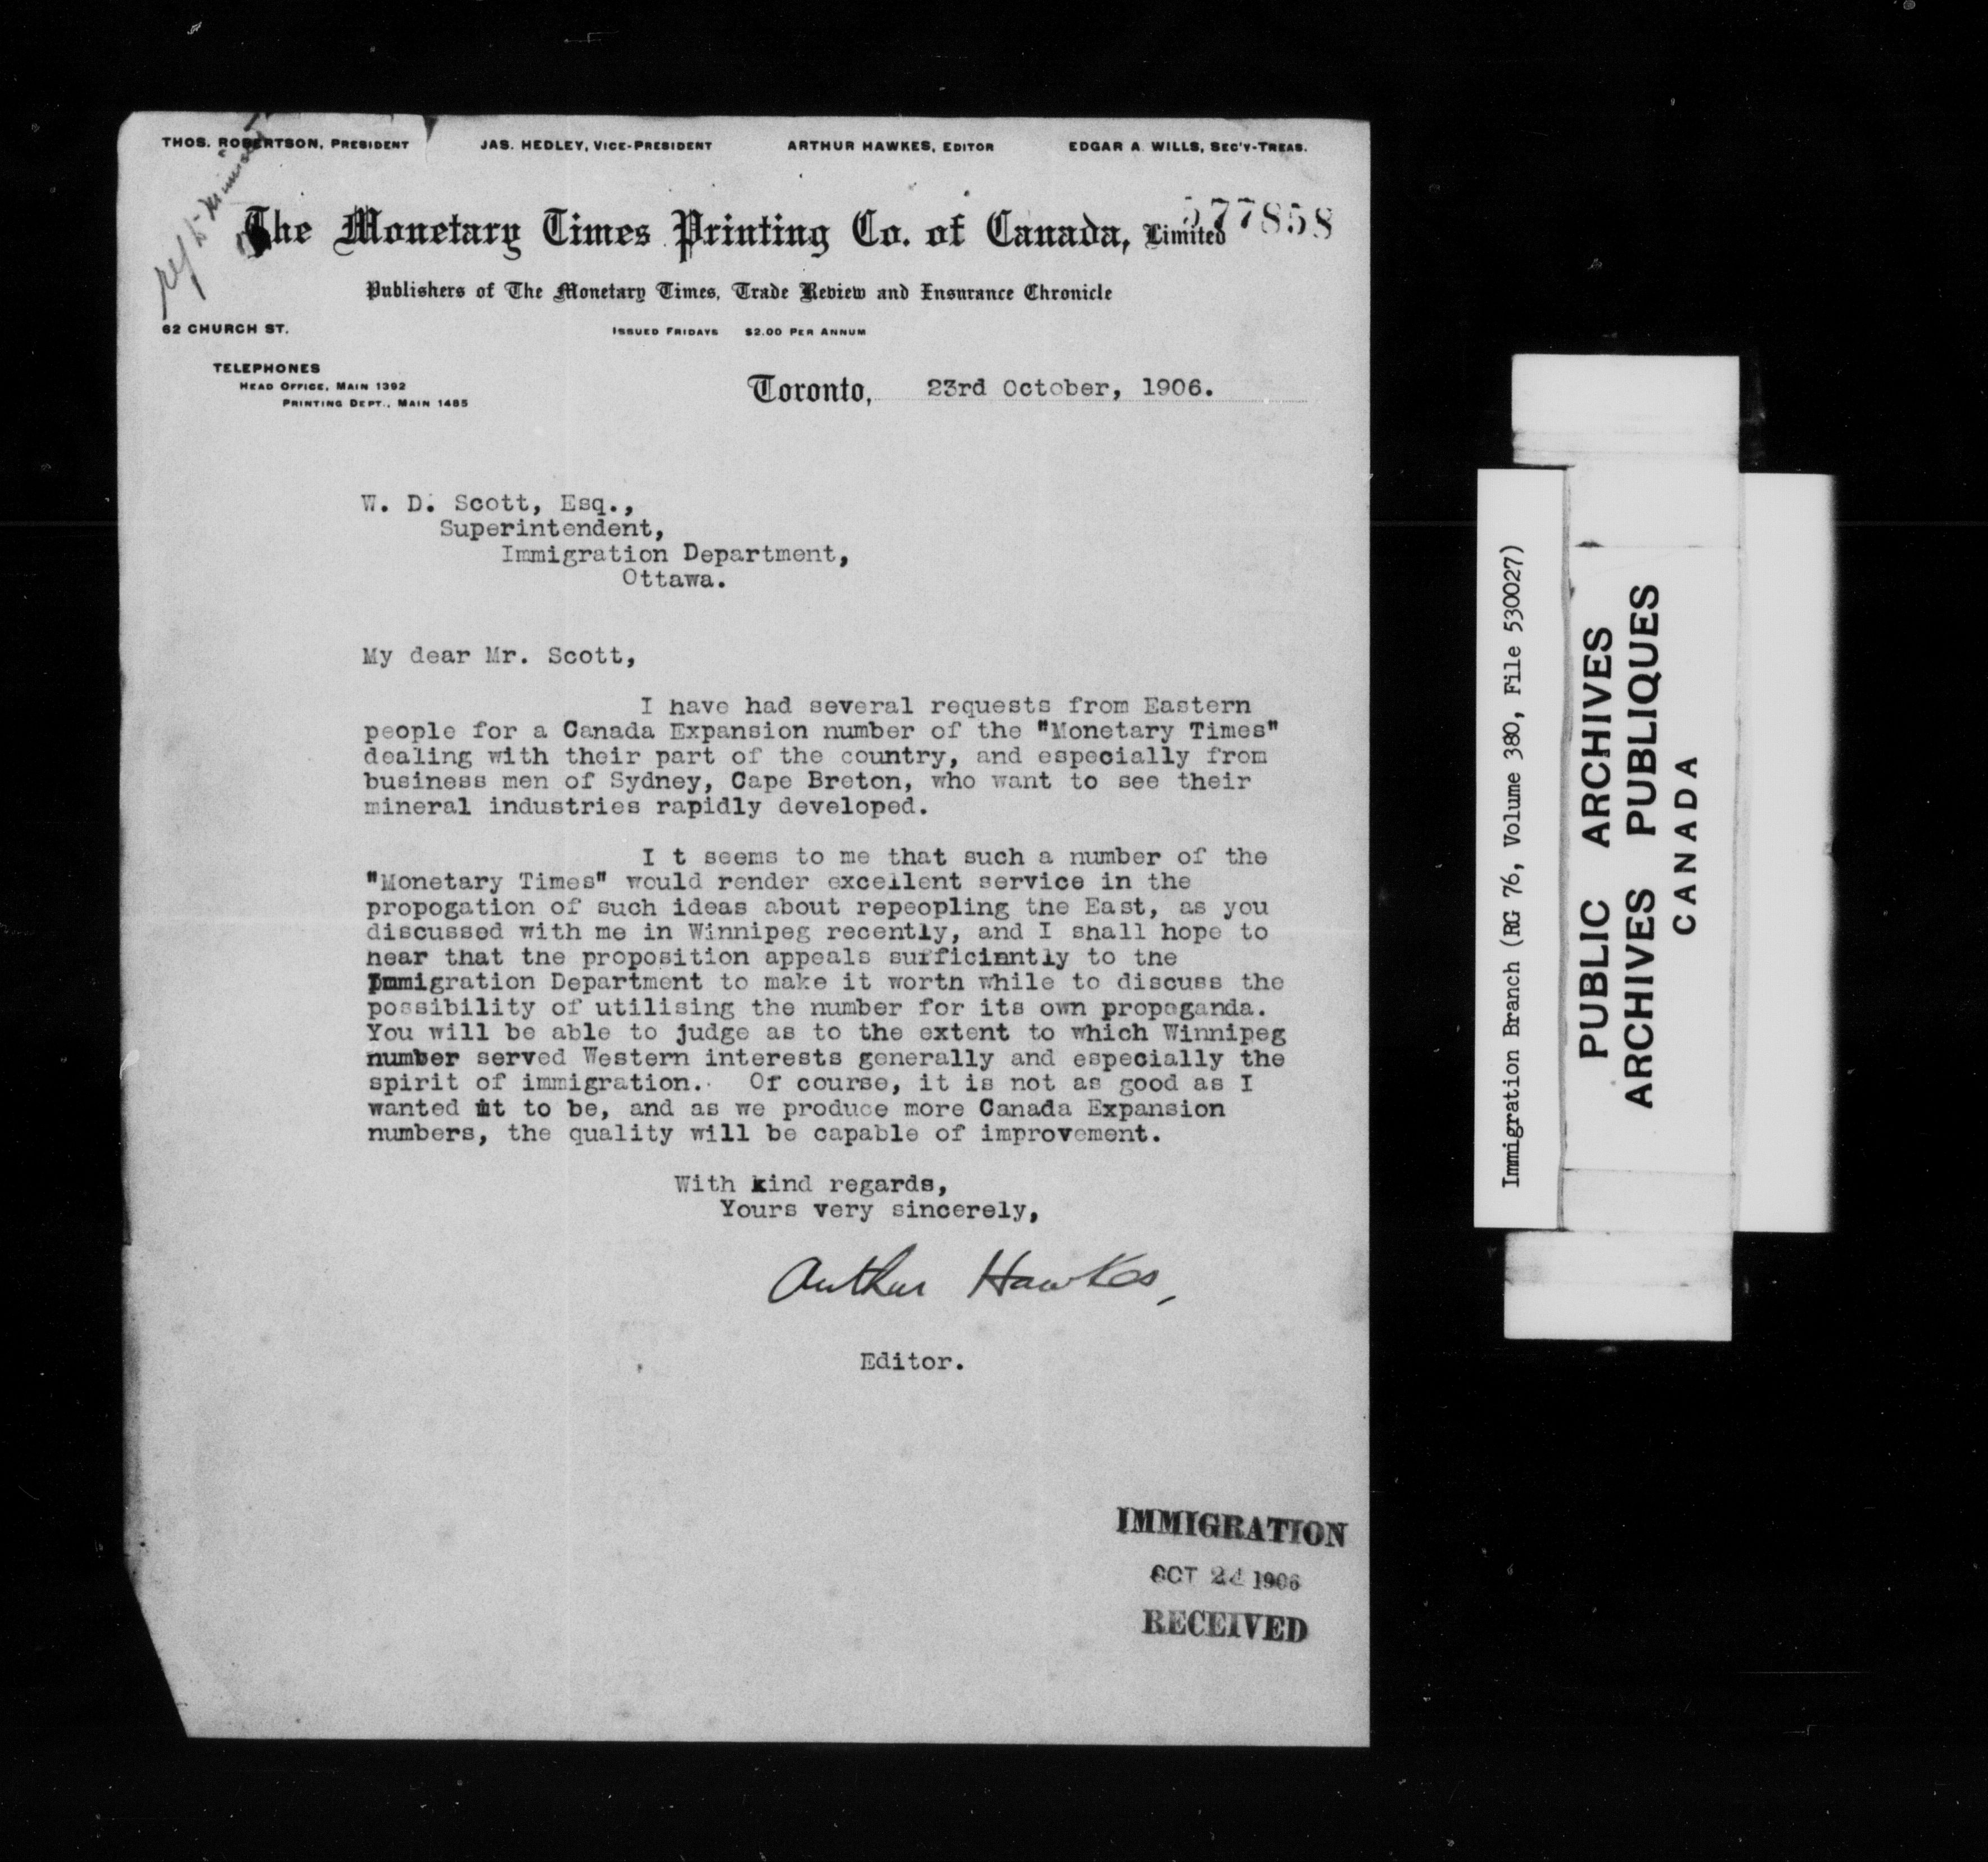 THOS. ROBERTSON, PRESIDENT JAS. HEDLEY, VICE-PRESIDENT ARTHUR HAWKES, EDITOR EDGAR A. WILLS, SEC'Y-TREAS.
577858
The Monetary Times Printing Co. of Canada, Limited
Publishers of The Monetary Times, Trade Review and Insurance Chronicle
62 CHURCH ST. ISSUED FRIDAYS $2.00 PER ANNUM
TELEPHONES
HEAD OFFICE, MAIN 1392
PRINTING DEPT., MAIN 1485
Toronto, 23rd October, 1906.
W. D. Scott, Esq.,
Superintendent,
Immigration Department,
Ottawa.
My dear Mr. Scott,
I have had several requests from Eastern
people for a Canada Expansion number of the "Monetary Times"
dealing with their part of the country, and especially from
business men of Sydney, Cape Breton, who want to see their
mineral industries rapidly developed.
I t seems to me that such a number of the
"Monetary Times" would render excellent service in the
propogation of such ideas about repeopling the East, as you
discussed with me in Winnipeg recently, and I shall hope to
hear that the proposition appeals sufficiantly to the
Immigration Department to make it worth while to discuss the
possibility of utilising the number for its own propaganda.
You will be able to judge as to the extent to which Winnipeg
number served Western interests generally and especially the
spirit of immigration. Of course, it is not as good as I
wanted it to be, and as we produce more Canada Expansion
numbers, the quality will be capable of improvement.
With kind regards,
Yours very sincerely,
Arthur Hawkes,
Editor.
IMMIGRATION
OCT 24 1906
RECEIVED
Immigration Branch (RG 76, Volume 380, File 530027)
PUBLIC ARCHIVES
ARCHIVES PUBLIQUES
CANADA